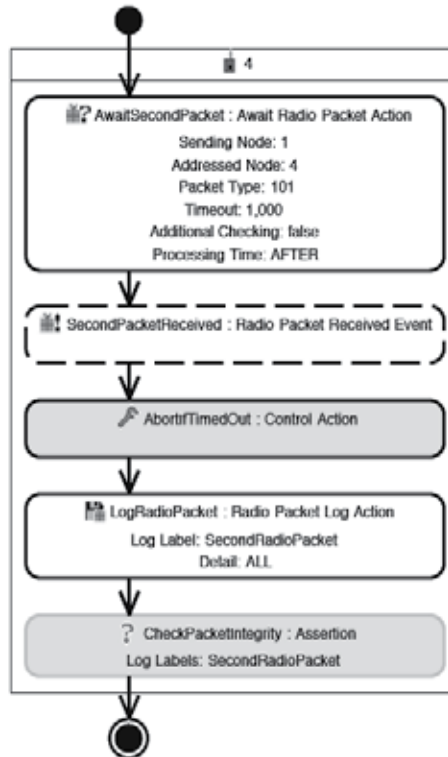 4
AwaitSecondPacket : Await Radio Packet Action
Sending Node: 1
Addressed Node: 4
Packet Type: 101
Timeout: 1,000
Additional Checking: false
Processing Time: AFTER
SecondPacketReceived : Radio Packet Received Event
AbortIfTimedOut : Control Action
LogRadioPacket : Radio Packet Log Action
Log Label: SecondRadioPacket
Detail: ALL
? CheckPacketIntegrity : Assertion
Log Labels: SecondRadioPacket